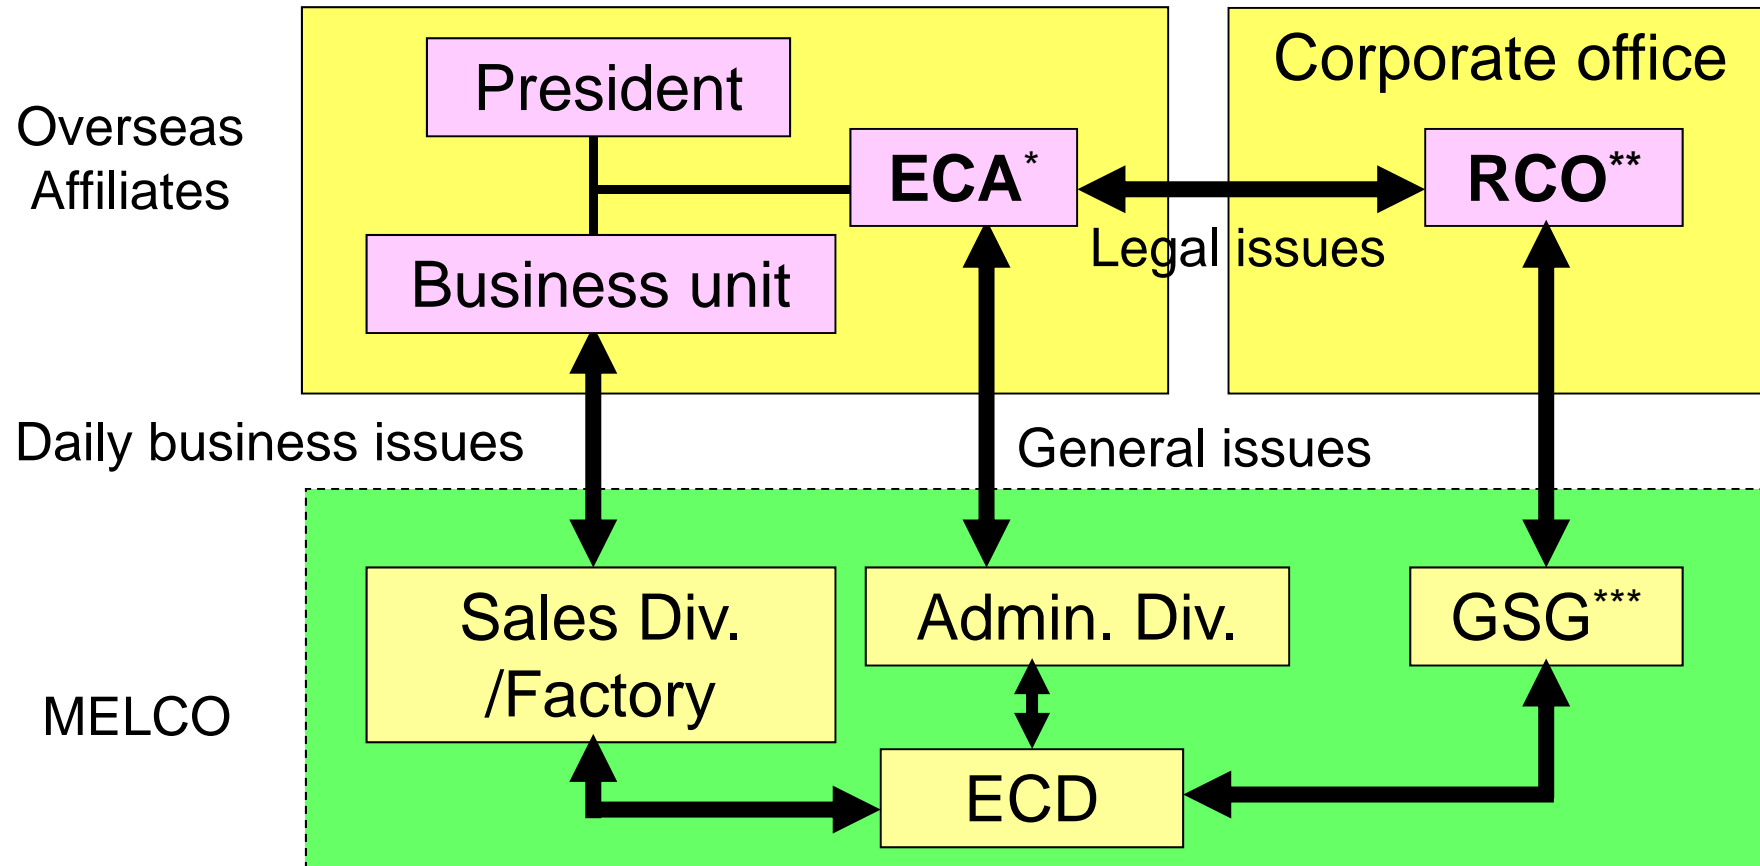 President
Corporate office
Overseas
Affiliates
ECA*
RCO**
Legal issues
Business unit
Daily business issues
General issues
Sales Div.
/Factory
Admin. Div.
GSG***
MELCO
ECD